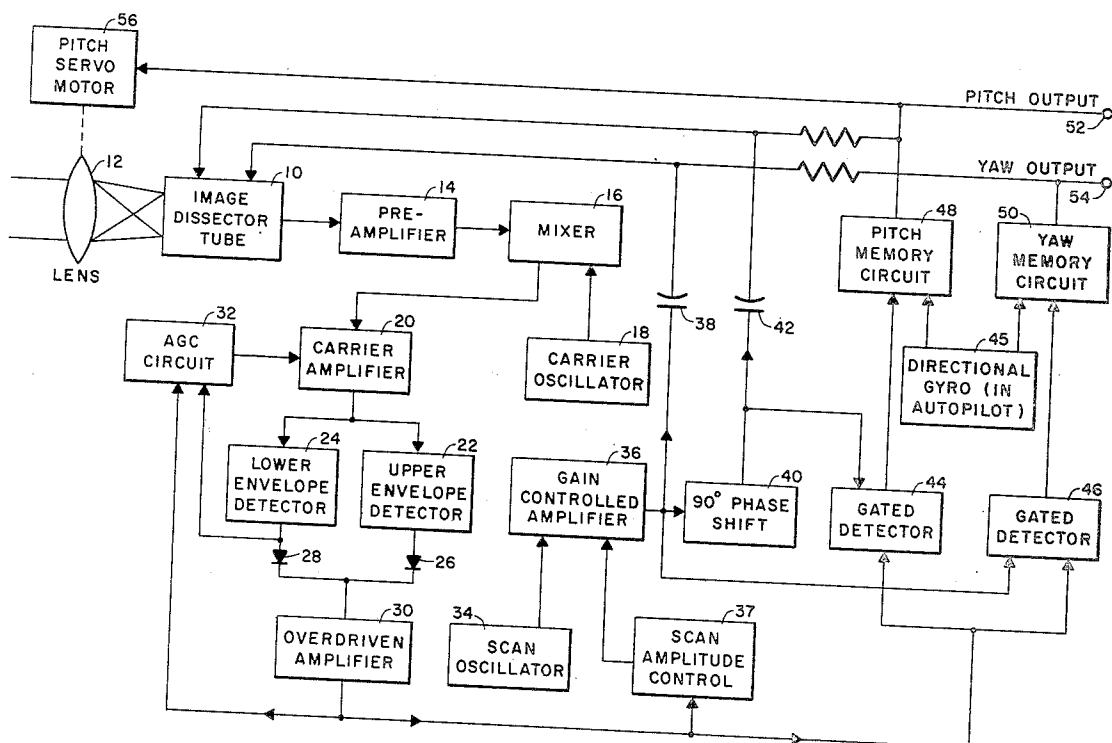 56
PITCH
SERVO
MOTOR
PITCH OUTPUT
52
12
10
IMAGE
DISSECTOR
TUBE
LENS
14
PRE-
AMPLIFIER
16
MIXER
YAW OUTPUT
54
48
PITCH
MEMORY
CIRCUIT
50
YAW
MEMORY
CIRCUIT
38
42
32
AGC
CIRCUIT
20
CARRIER
AMPLIFIER
18
CARRIER
OSCILLATOR
45
DIRECTIONAL
GYRO (IN
AUTOPILOT)
24
LOWER
ENVELOPE
DETECTOR
22
UPPER
ENVELOPE
DETECTOR
36
GAIN
CONTROLLED
AMPLIFIER
40
90° PHASE
SHIFT
44
GATED
DETECTOR
46
GATED
DETECTOR
28
26
30
OVERDRIVEN
AMPLIFIER
34
SCAN
OSCILLATOR
37
SCAN
AMPLITUDE
CONTROL